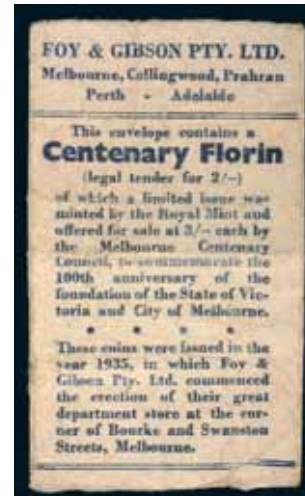 FOY & GIBSON PTY. LTD.
Melbourne, Collingwood, Prahran
Perth - Adelaide
This envelope contains a
Centenary Florin
(legal tender for 2/-)
of which a limited issue was
minted by the Royal Mint and
offered for sale at 3/- each by
the Melbourne Centenary
Council, to commemorate the
100th anniversary of the
foundation of the State of Vic-
toria and City of Melbourne.
* * * *
These coins were issued in the
year 1935, in which Foy &
Gibson Pty. Ltd. commenced
the erection of their great
department store at the cor-
ner of Bourke and Swanston
Streets, Melbourne.